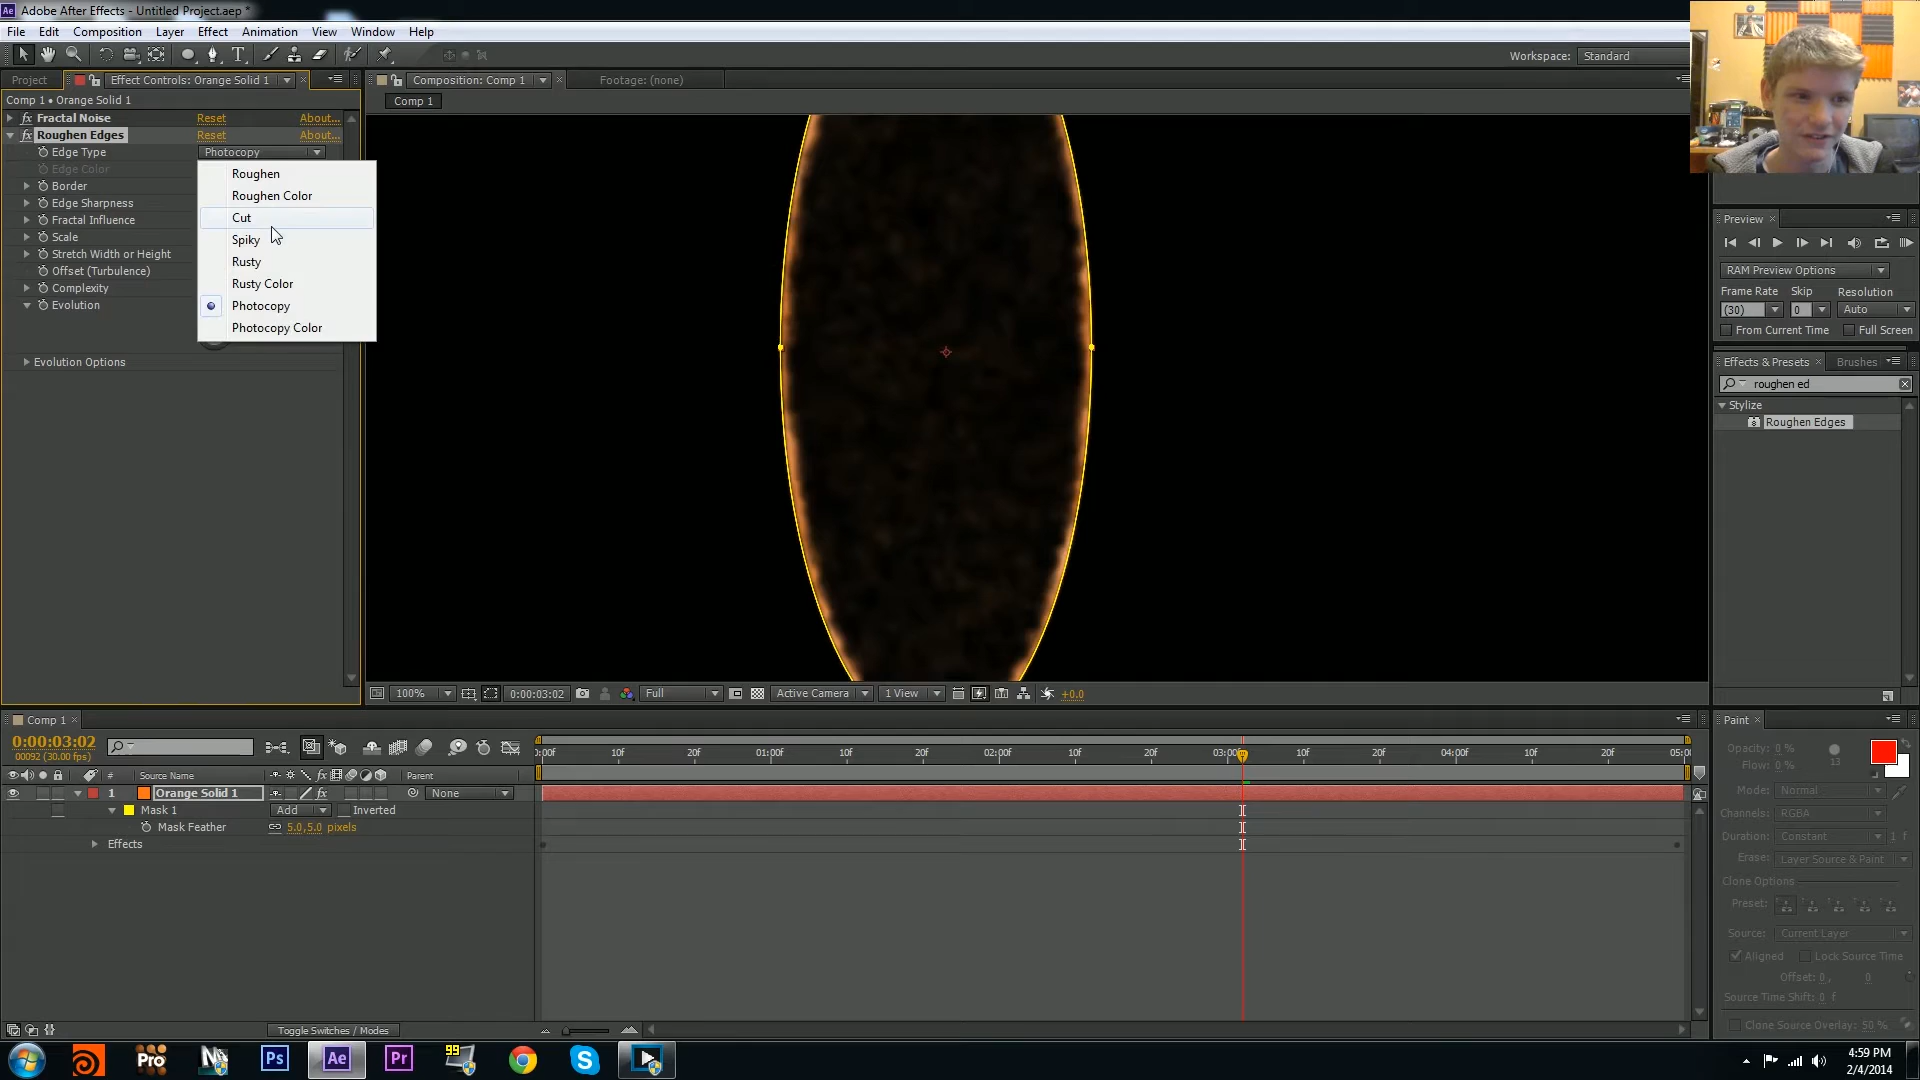 Adobe After Effects - Untitled Project.aep *
File Edit Composition Layer Effect Animation View Window Help
Workspace: Standard
Project Effect Controls: Orange Solid 1 Composition: Comp 1 Footage: (none)
Comp 1 • Orange Solid 1
Comp 1
Fractal Noise Reset About...
Roughen Edges Reset About...
Edge Type Photocopy
Edge Color
Border
Edge Sharpness
Fractal Influence
Scale
Stretch Width or Height
Offset (Turbulence)
Complexity
Evolution
Evolution Options
Roughen
Roughen Color
Cut
Spiky
Rusty
Rusty Color
Photocopy
Photocopy Color
Preview
RAM Preview Options
Frame Rate Skip Resolution
(30) 0 Auto
From Current Time Full Screen
Effects & Presets Brushes
roughen ed
Stylize
Roughen Edges
100% 0:00:03:02 Full Active Camera 1 View +0.0
Comp 1
0:00:03:02
00092 (30.00 fps)
:00f 10f 20f 01:00f 10f 20f 02:00f 10f 20f 03:00f 10f 20f 04:00f 10f 20f 05:0
# Source Name Parent
1 Orange Solid 1 None
Mask 1 Add Inverted
Mask Feather 5.0,5.0 pixels
Effects
Toggle Switches / Modes
Paint
Opacity: 0 %
Flow: 0 %
13
Mode: Normal
Channels: RGBA
Duration: Constant 1 f
Erase: Layer Source & Paint
Clone Options
Preset:
Source: Current Layer
Aligned Lock Source Time
Offset: 0 , 0
Source Time Shift: 0 f
Clone Source Overlay: 50 %
Pro Ps Ae Pr 99
4:59 PM
2/4/2014